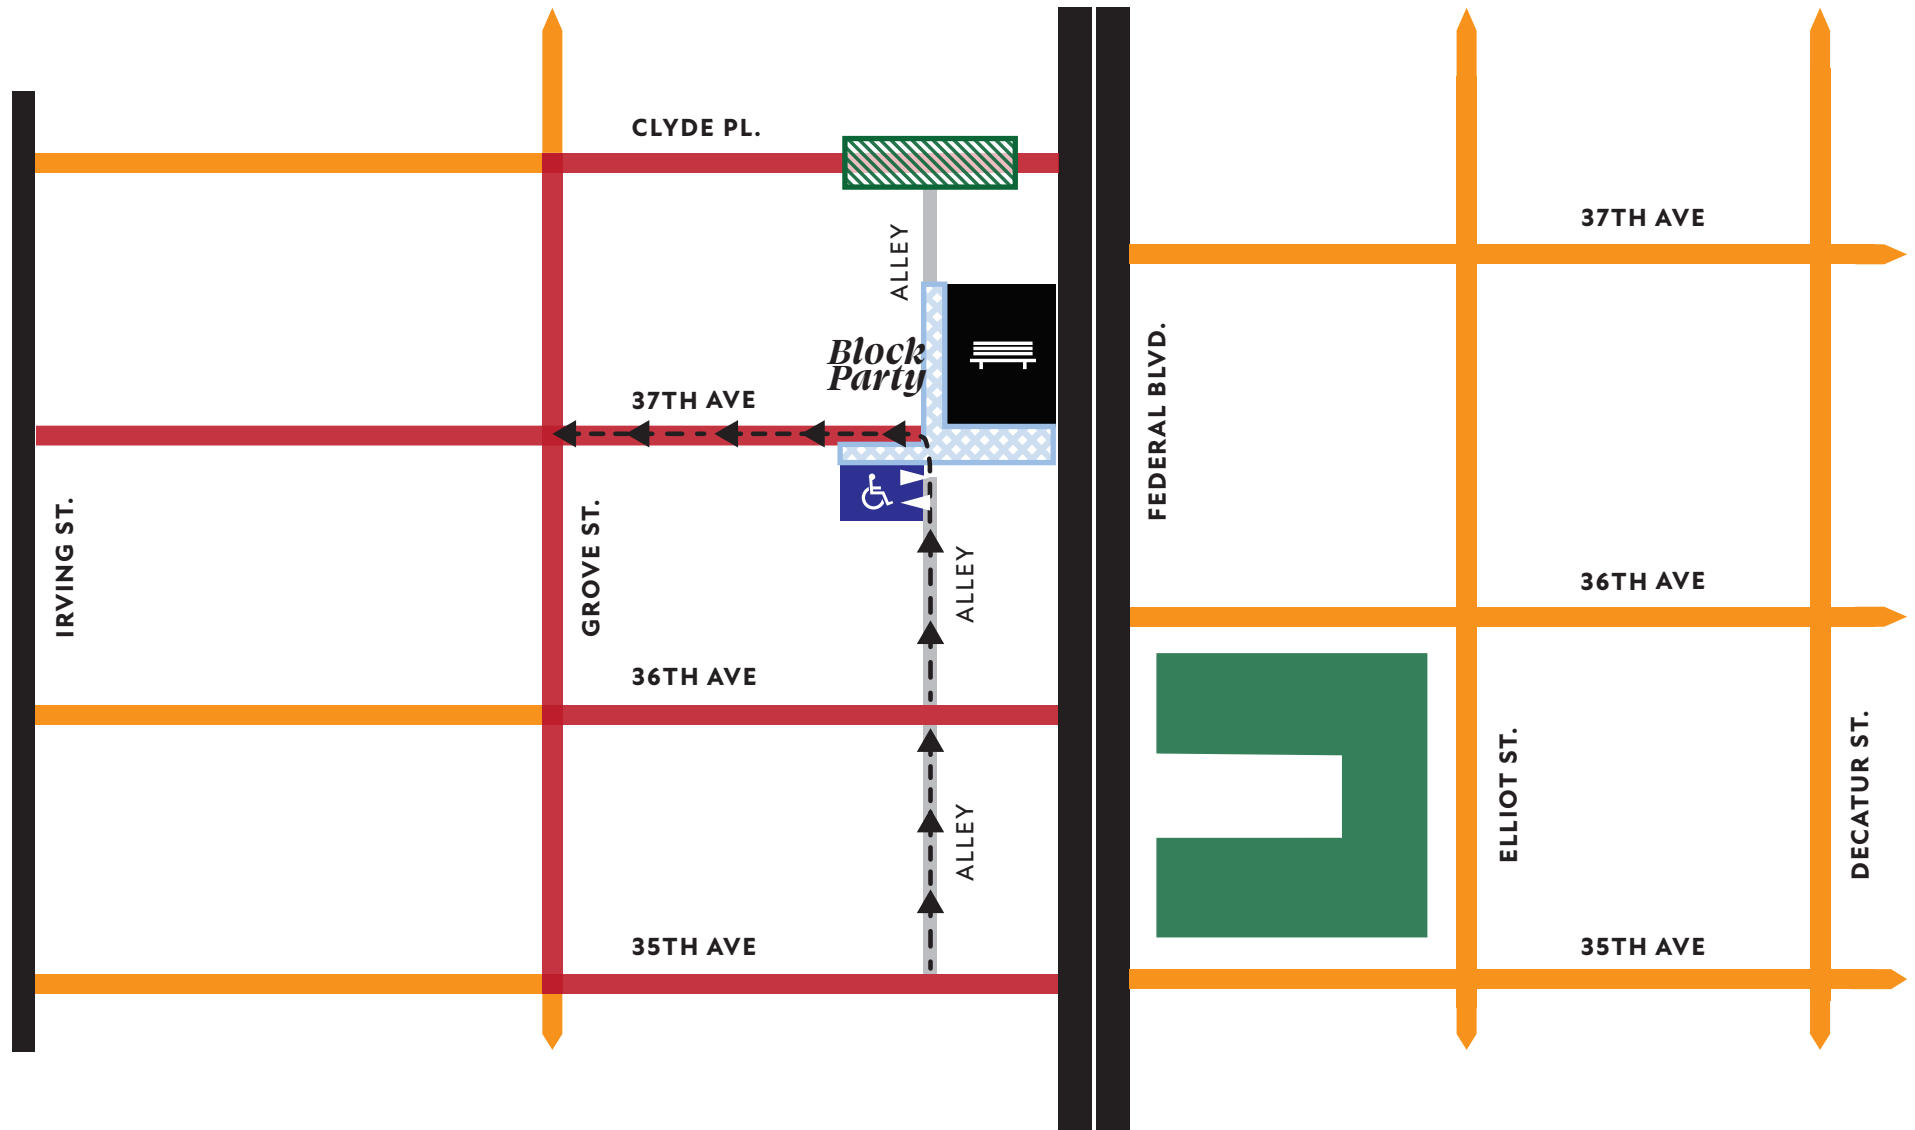 CLYDE PL.
37TH AVE
ALLEY
Block
Party
37TH AVE
FEDERAL BLVD.
IRVING ST.
GROVE ST.
ALLEY
36TH AVE
36TH AVE
ELLIOT ST.
DECATUR ST.
ALLEY
35TH AVE
35TH AVE